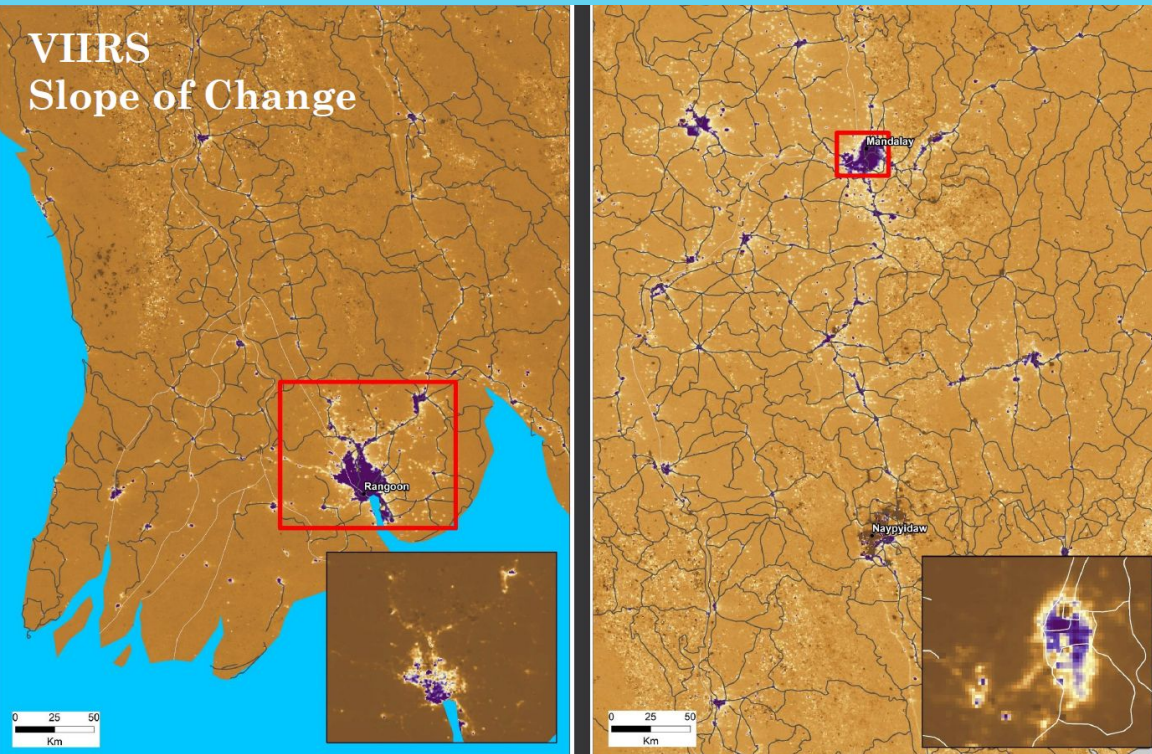 VIIRS
Slope of Change
Rangoon
0 25 50
Km
Mandalay
Naypyidaw
0 25 50
Km